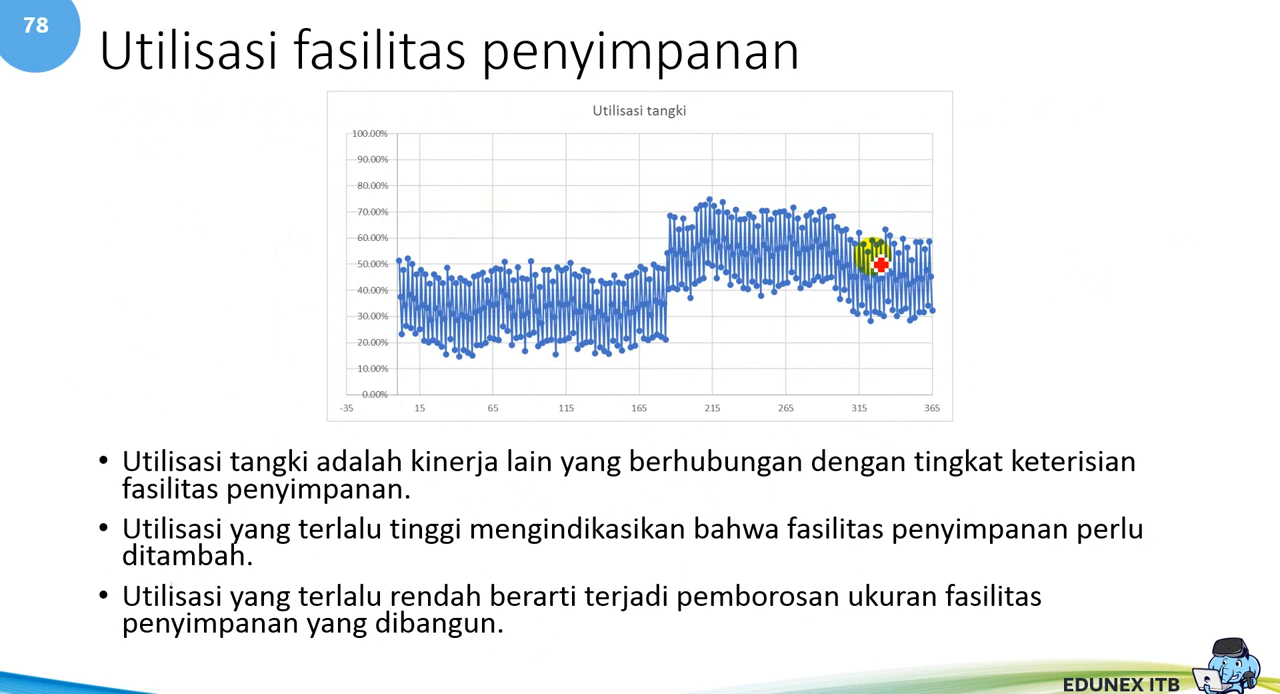 78
Utilisasi fasilitas penyimpanan
Utilisasi tangki
100.00%
90.00%
80.00%
70.00%
60.00%
50.00%
40.00%
30.00%
20.00%
10.00%
0.00%
-35 15 65 115 165 215 265 315 365
• Utilisasi tangki adalah kinerja lain yang berhubungan dengan tingkat keterisian
fasilitas penyimpanan.
• Utilisasi yang terlalu tinggi mengindikasikan bahwa fasilitas penyimpanan perlu
ditambah.
• Utilisasi yang terlalu rendah berarti terjadi pemborosan ukuran fasilitas
penyimpanan yang dibangun.
EDUNEX ITB